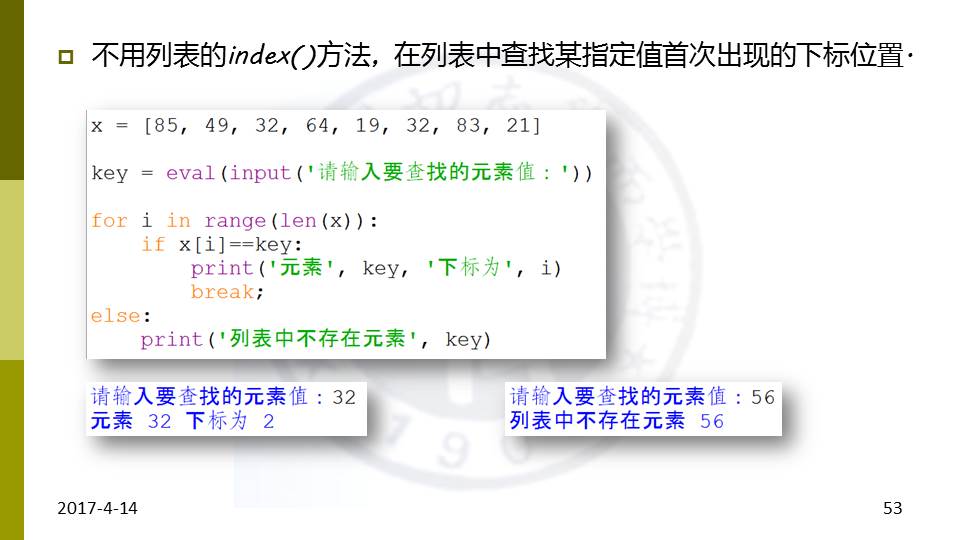 不用列表的index()方法，在列表中查找某指定值首次出现的下标位置.
x = [85, 49, 32, 64, 19, 32, 83, 21]
key = eval(input('请输入要查找的元素值：'))
for i in range(len(x)):
    if x[i]==key:
        print('元素', key, '下标为', i)
        break;
else:
    print('列表中不存在元素', key)
请输入要查找的元素值：32
元素 32 下标为 2
请输入要查找的元素值：56
列表中不存在元素 56
2017-4-14
53